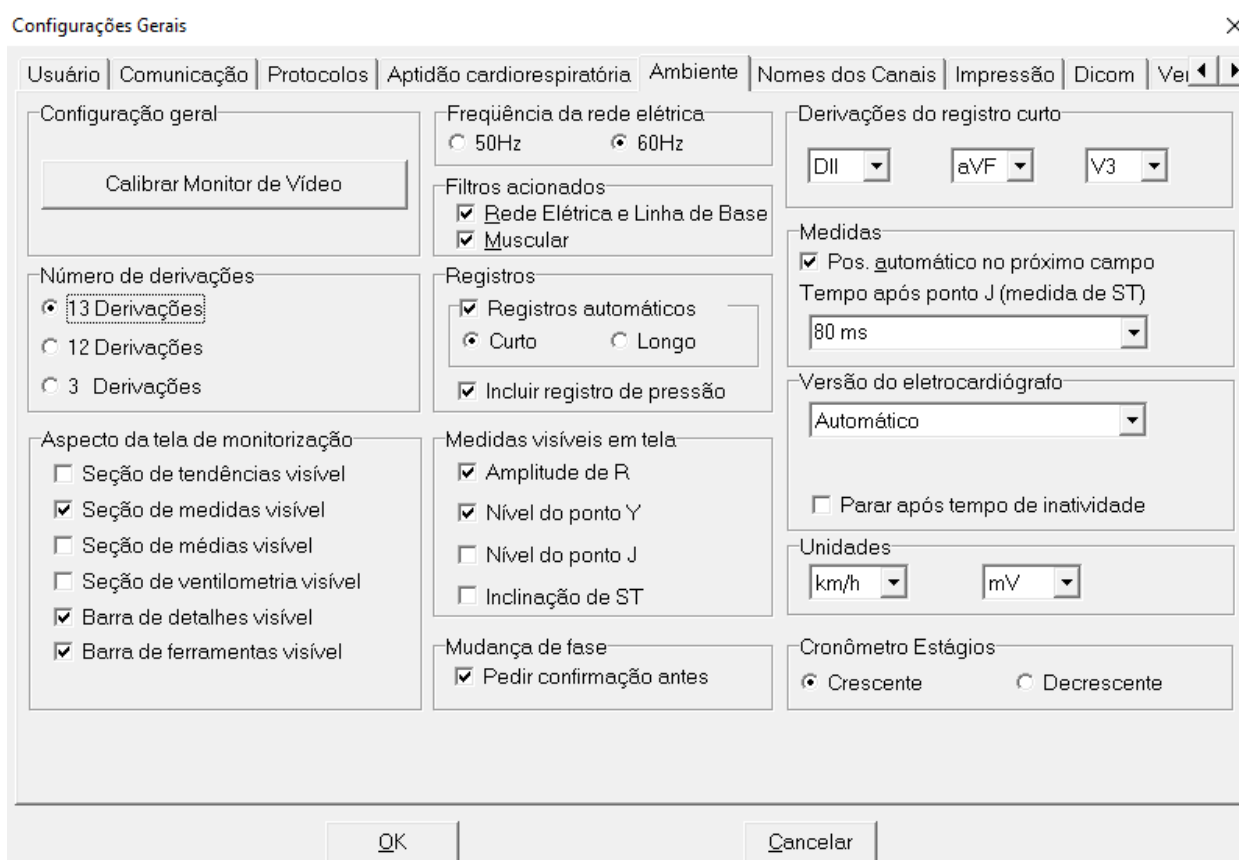 Configurações Gerais
Usuário
Comunicação
Protocolos
Aptidão cardiorespiratória
Ambiente
Nomes dos Canais
Impressão
Dicom
Configuração geral
Calibrar Monitor de Vídeo
Número de derivações
13 Derivações
12 Derivações
3 Derivações
Aspecto da tela de monitorização
Seção de tendências visível
Seção de medidas visível
Seção de médias visível
Seção de ventilometria visível
Barra de detalhes visível
Barra de ferramentas visível
Freqüência da rede elétrica
50Hz 60Hz
Filtros acionados
Rede Elétrica e Linha de Base
Muscular
Registros
Registros automáticos
Curto Longo
Incluir registro de pressão
Medidas visíveis em tela
Amplitude de R
Nível do ponto Y
Nível do ponto J
Inclinação de ST
Mudança de fase
Pedir confirmação antes
Derivações do registro curto
DII aVF V3
Medidas
Pos. automático no próximo campo
Tempo após ponto J (medida de ST)
80 ms
Versão do eletrocardiógrafo
Automático
Parar após tempo de inatividade
Unidades
km/h mV
Cronômetro Estágios
Crescente Decrescente
OK Cancelar